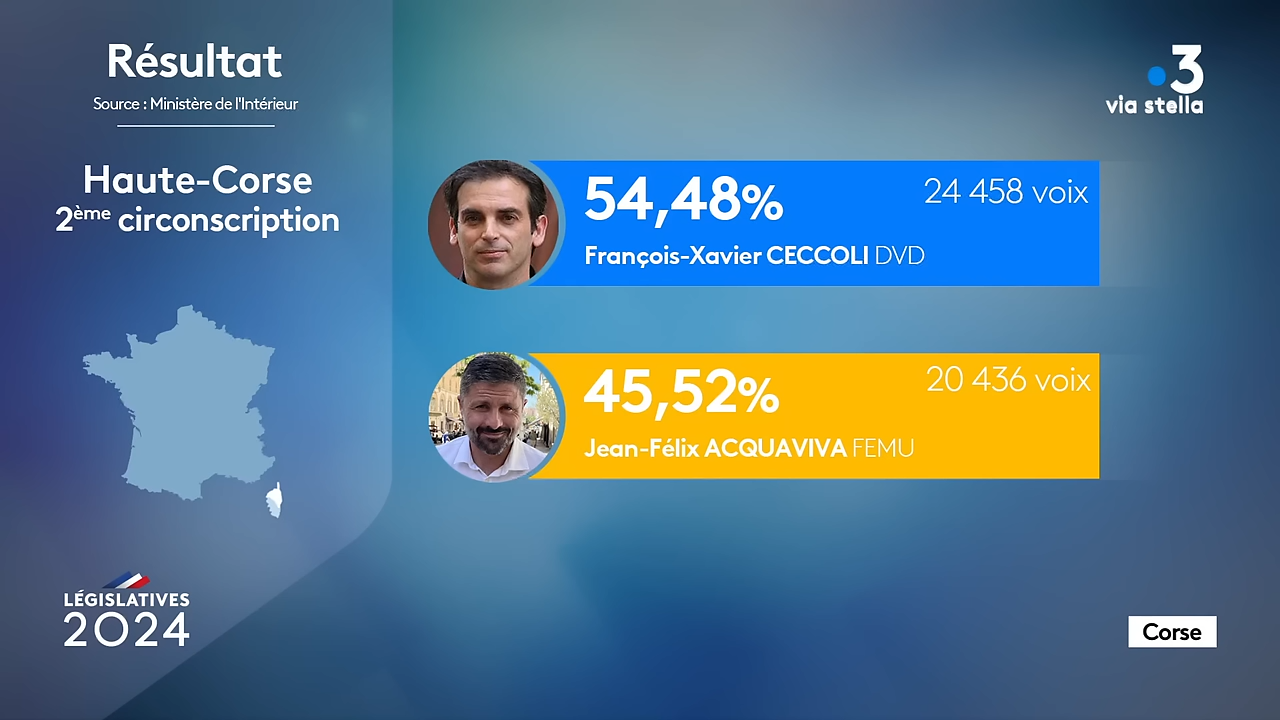 Résultat
Source : Ministère de l'Intérieur
Haute-Corse
2ème circonscription
3
via stella
54,48%
24 458 voix
François-Xavier CECCOLI DVD
45,52%
20 436 voix
Jean-Félix ACQUAVIVA FEMU
LÉGISLATIVES
2024
Corse